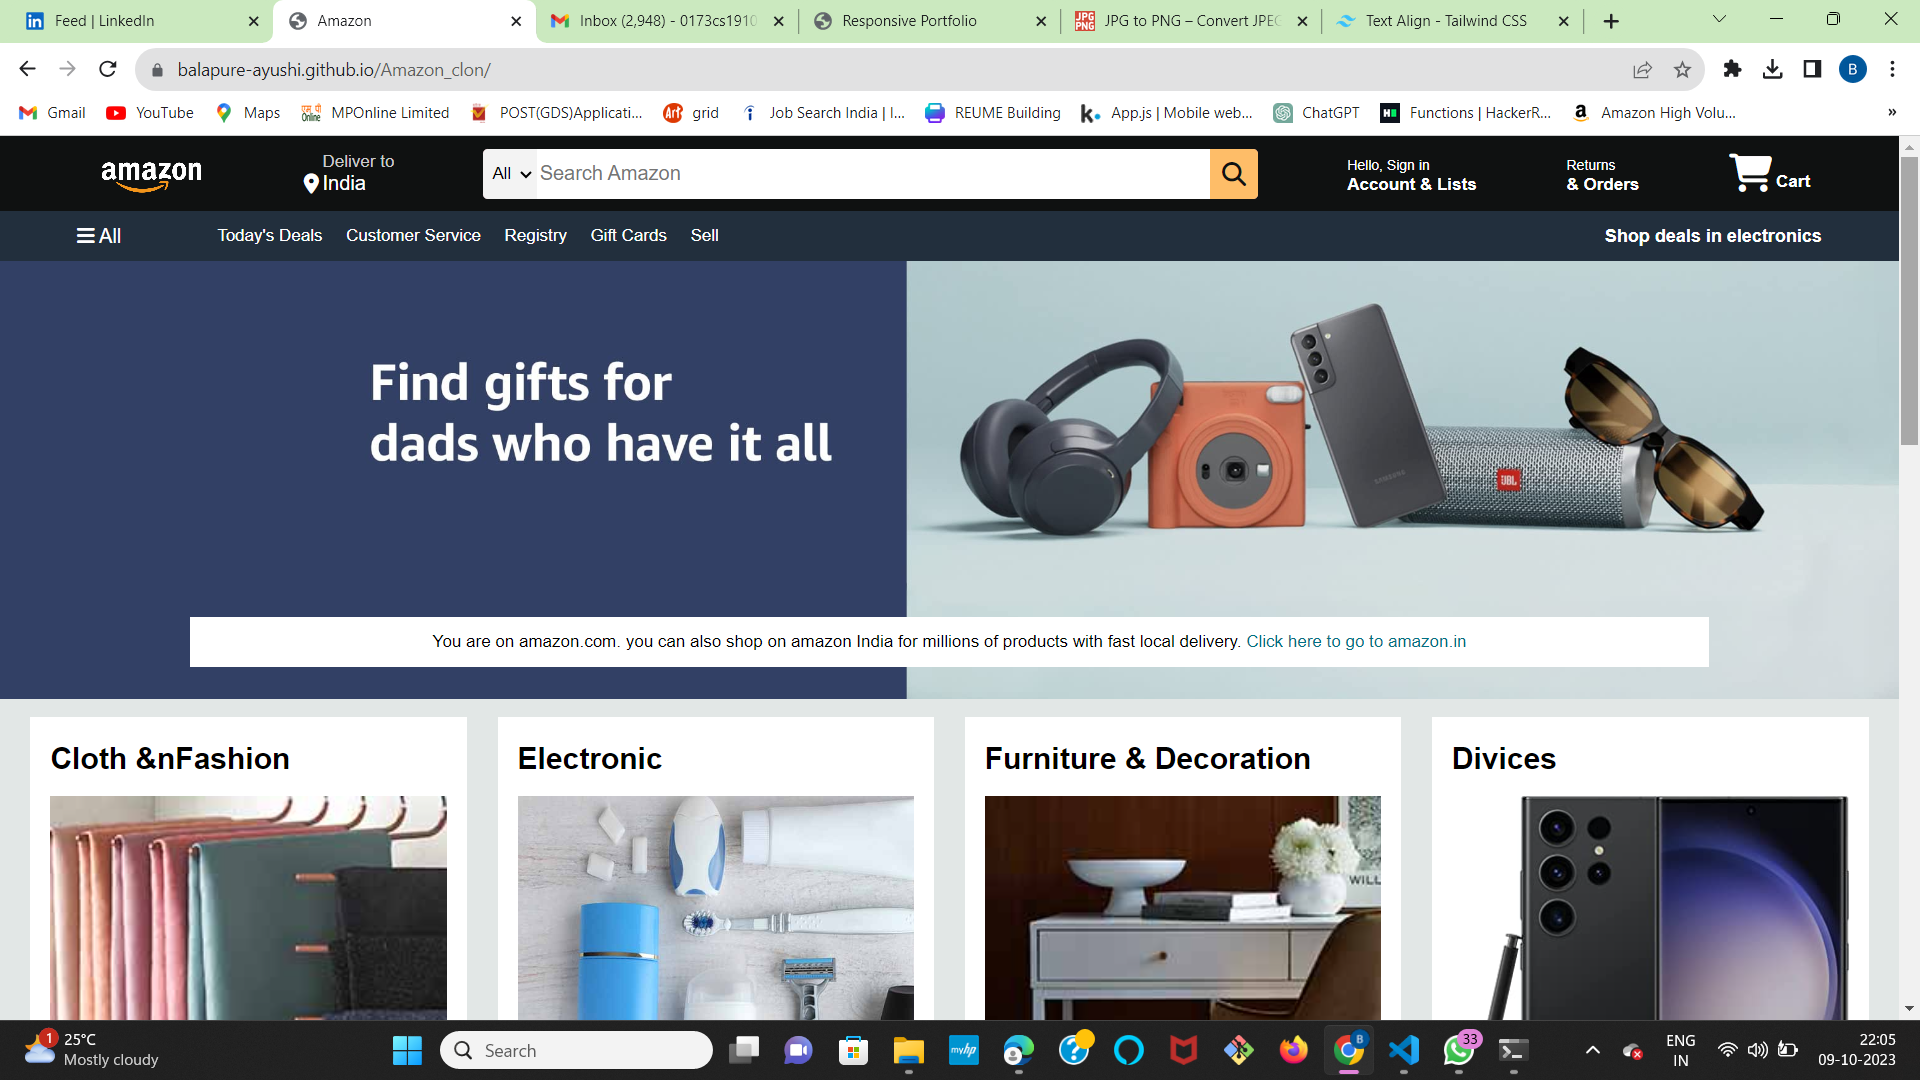 Feed | LinkedIn
Amazon
Inbox (2,948) - 0173cs1910
Responsive Portfolio
JPG to PNG – Convert JPEG
Text Align - Tailwind CSS
balapure-ayushi.github.io/Amazon_clon/
B
Gmail
YouTube
Maps
MPOnline Limited
POST(GDS)Applicati...
grid
Job Search India | I...
REUME Building
App.js | Mobile web...
ChatGPT
Functions | HackerR...
Amazon High Volu...
»
amazon
Deliver to
India
All
Search Amazon
Hello, Sign in
Account & Lists
Returns
& Orders
Cart
All
Today's Deals
Customer Service
Registry
Gift Cards
Sell
Shop deals in electronics
Find gifts for
dads who have it all
SAMSUNG
JBL
You are on amazon.com. you can also shop on amazon India for millions of products with fast local delivery. Click here to go to amazon.in
Cloth &nFashion
Electronic
Furniture & Decoration
Divices
WILL
1
25°C
Mostly cloudy
Search
myhp
B
33
ENG
IN
22:05
09-10-2023